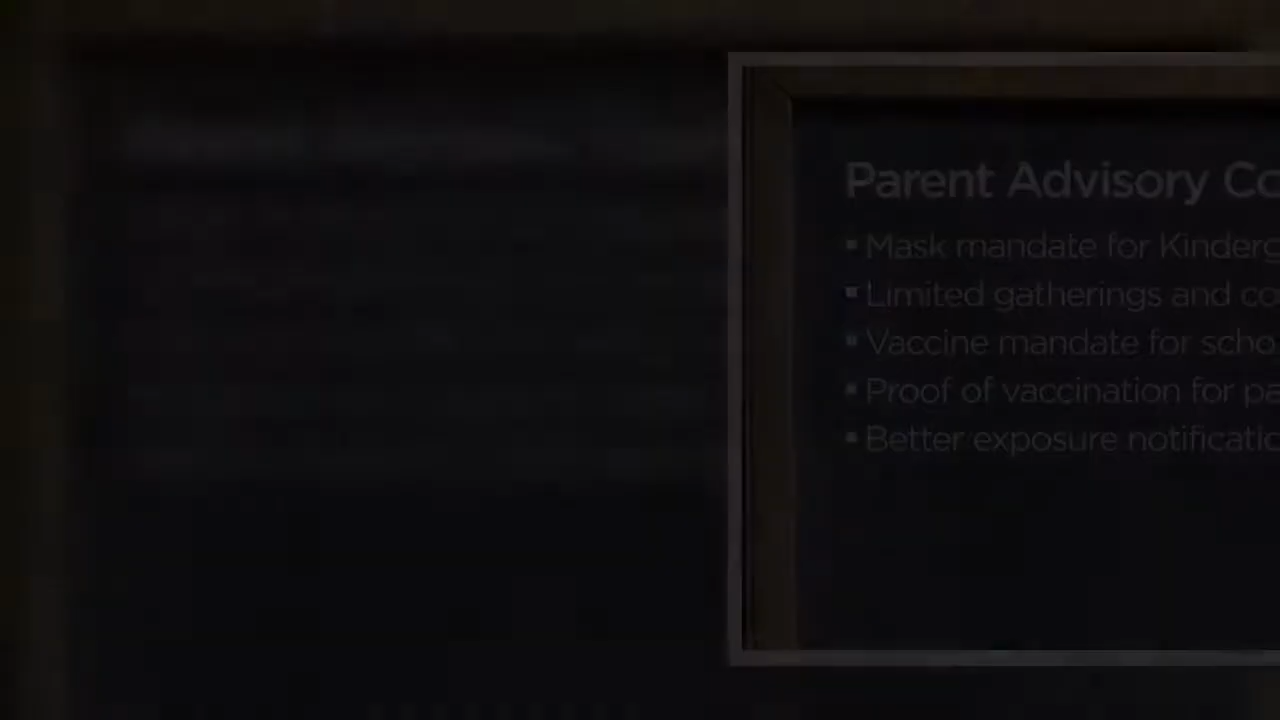 Parent Advisory Co
▪ Mask mandate for Kinderg
▪ Limited gatherings and co
▪ Vaccine mandate for scho
▪ Proof of vaccination for pa
▪ Better exposure notificatio